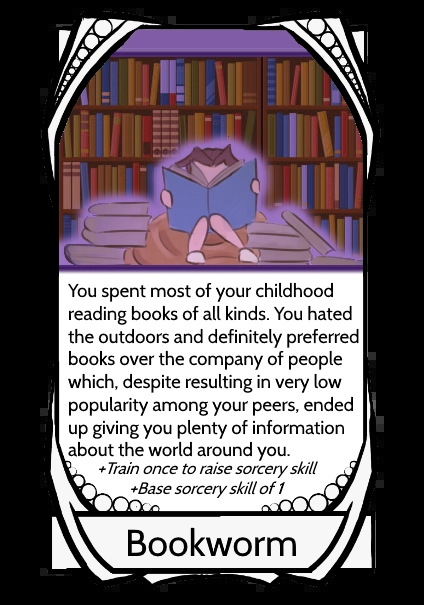 You spent most of your childhood
reading books of all kinds. You hated
the outdoors and definitely preferred
books over the company of people
which, despite resulting in very low
popularity among your peers, ended
up giving you plenty of information
about the world around you.
+Train once to raise sorcery skill
+Base sorcery skill of 1
Bookworm